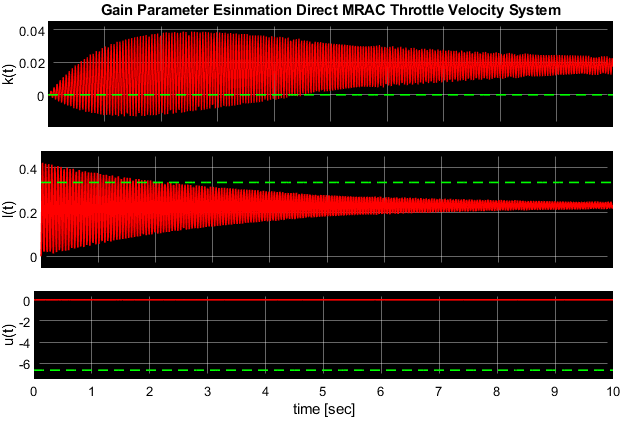 Gain Parameter Esinmation Direct MRAC Throttle Velocity System
0.04
0.02
0
k(t)
0.4
0.2
0
l(t)
0
-2
-4
-6
u(t)
0 1 2 3 4 5 6 7 8 9 10
time [sec]